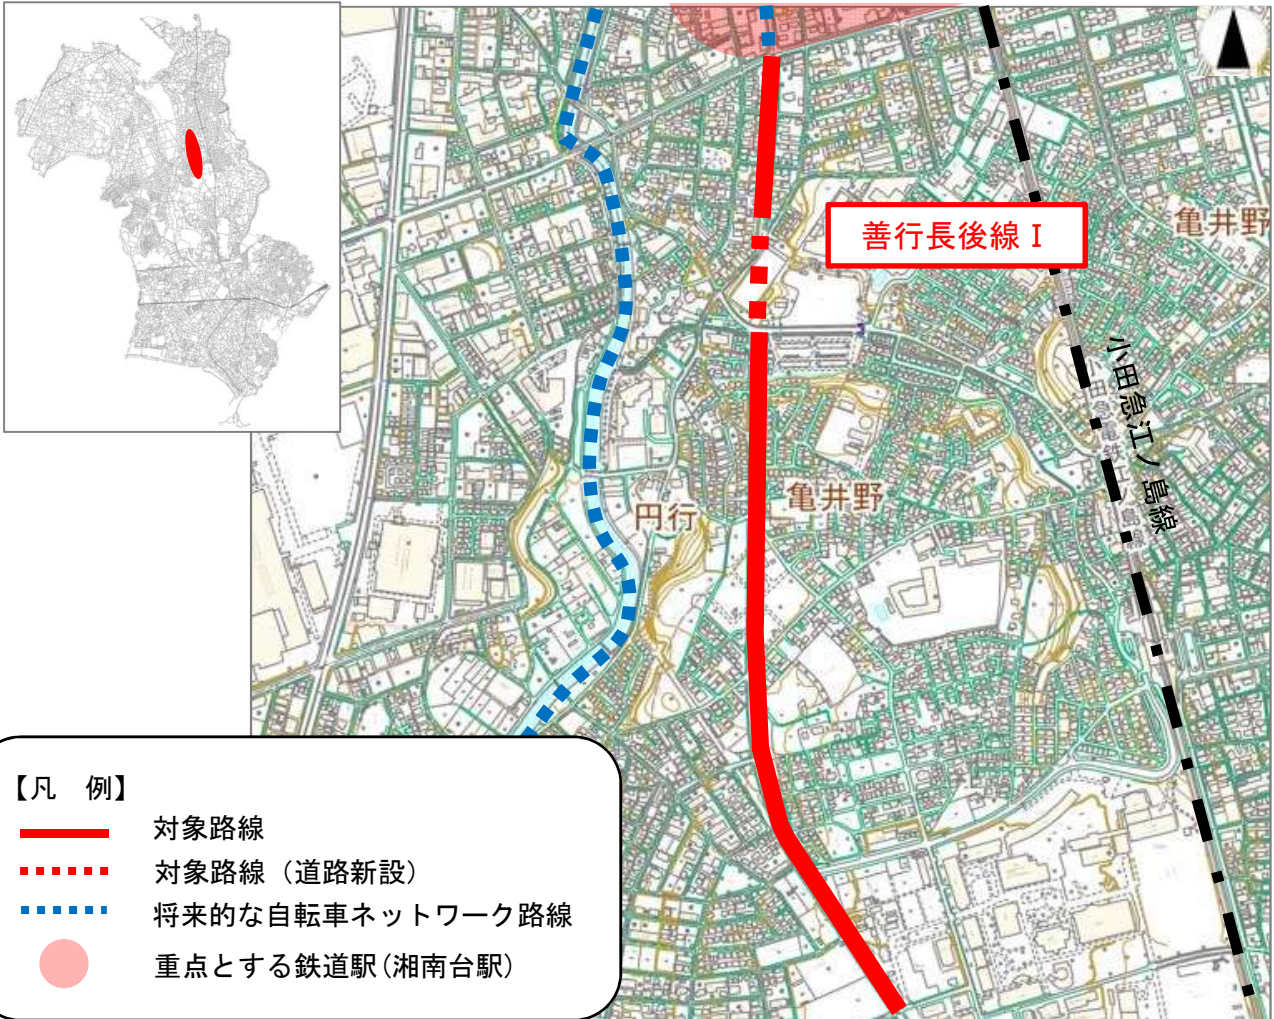 亀井野
善行長後線Ⅰ
小田急江ノ島線
亀井野
円行
【凡　例】
対象路線
対象路線（道路新設）
将来的な自転車ネットワーク路線
重点とする鉄道駅(湘南台駅)